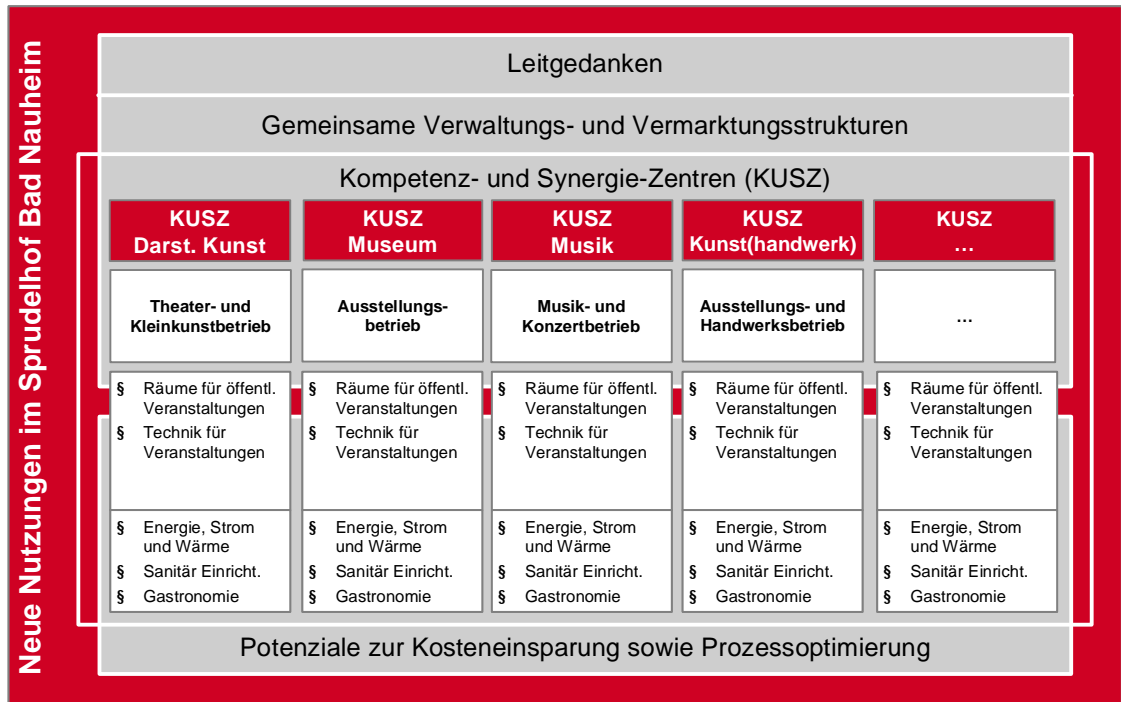 Neue Nutzungen im Sprudelhof Bad Nauheim
Leitgedanken
Gemeinsame Verwaltungs- und Vermarktungsstrukturen
Kompetenz- und Synergie-Zentren (KUSZ)
KUSZ
Darst. Kunst
KUSZ
Museum
KUSZ
Musik
KUSZ
Kunst(handwerk)
KUSZ
...
Theater- und
Kleinkunstbetrieb
Ausstellungs-
betrieb
Musik- und
Konzertbetrieb
Ausstellungs- und
Handwerksbetrieb
...
§ Räume für öffentl.
Veranstaltungen
§ Technik für
Veranstaltungen
§ Räume für öffentl.
Veranstaltungen
§ Technik für
Veranstaltungen
§ Räume für öffentl.
Veranstaltungen
§ Technik für
Veranstaltungen
§ Räume für öffentl.
Veranstaltungen
§ Technik für
Veranstaltungen
§ Räume für öffentl.
Veranstaltungen
§ Technik für
Veranstaltungen
§ Energie, Strom
und Wärme
§ Sanitär Einricht.
§ Gastronomie
§ Energie, Strom
und Wärme
§ Sanitär Einricht.
§ Gastronomie
§ Energie, Strom
und Wärme
§ Sanitär Einricht.
§ Gastronomie
§ Energie, Strom
und Wärme
§ Sanitär Einricht.
§ Gastronomie
§ Energie, Strom
und Wärme
§ Sanitär Einricht.
§ Gastronomie
Potenziale zur Kosteneinsparung sowie Prozessoptimierung